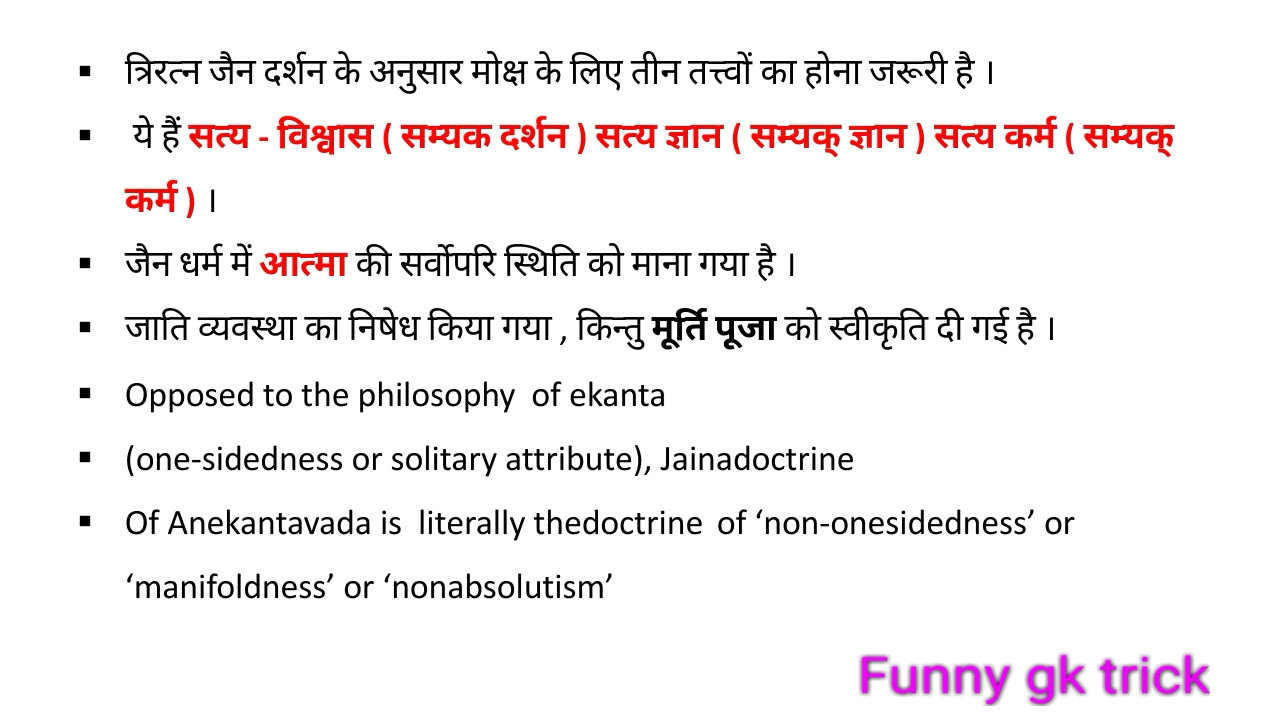 ▪ त्रिरत्न जैन दर्शन के अनुसार मोक्ष के लिए तीन तत्त्वों का होना जरूरी है ।
▪ ये हैं सत्य - विश्वास ( सम्यक दर्शन ) सत्य ज्ञान ( सम्यक् ज्ञान ) सत्य कर्म ( सम्यक्
कर्म ) ।
▪ जैन धर्म में आत्मा की सर्वोपरि स्थिति को माना गया है ।
▪ जाति व्यवस्था का निषेध किया गया , किन्तु मूर्ति पूजा को स्वीकृति दी गई है ।
▪ Opposed to the philosophy of ekanta
▪ (one-sidedness or solitary attribute), Jainadoctrine
▪ Of Anekantavada is literally thedoctrine of ‘non-onesidedness’ or
‘manifoldness’ or ‘nonabsolutism’
Funny gk trick